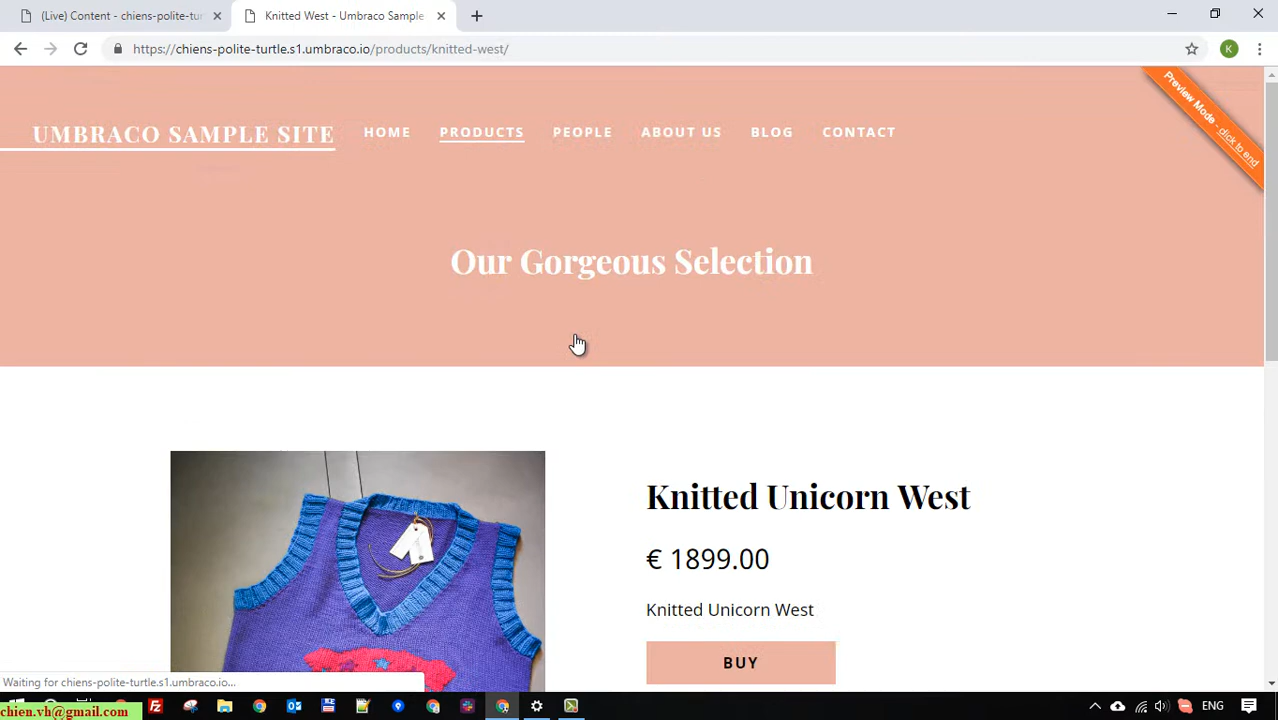 (Live) Content - chiens-polite-tur
Knitted West - Umbraco Sample
https://chiens-polite-turtle.s1.umbraco.io/products/knitted-west/
K
Preview Mode - click to end
UMBRACO SAMPLE SITE
HOME
PRODUCTS
PEOPLE
ABOUT US
BLOG
CONTACT
Our Gorgeous Selection
Knitted Unicorn West
€ 1899.00
Knitted Unicorn West
BUY
Waiting for chiens-polite-turtle.s1.umbraco.io...
chien.vh@gmail.com
ENG